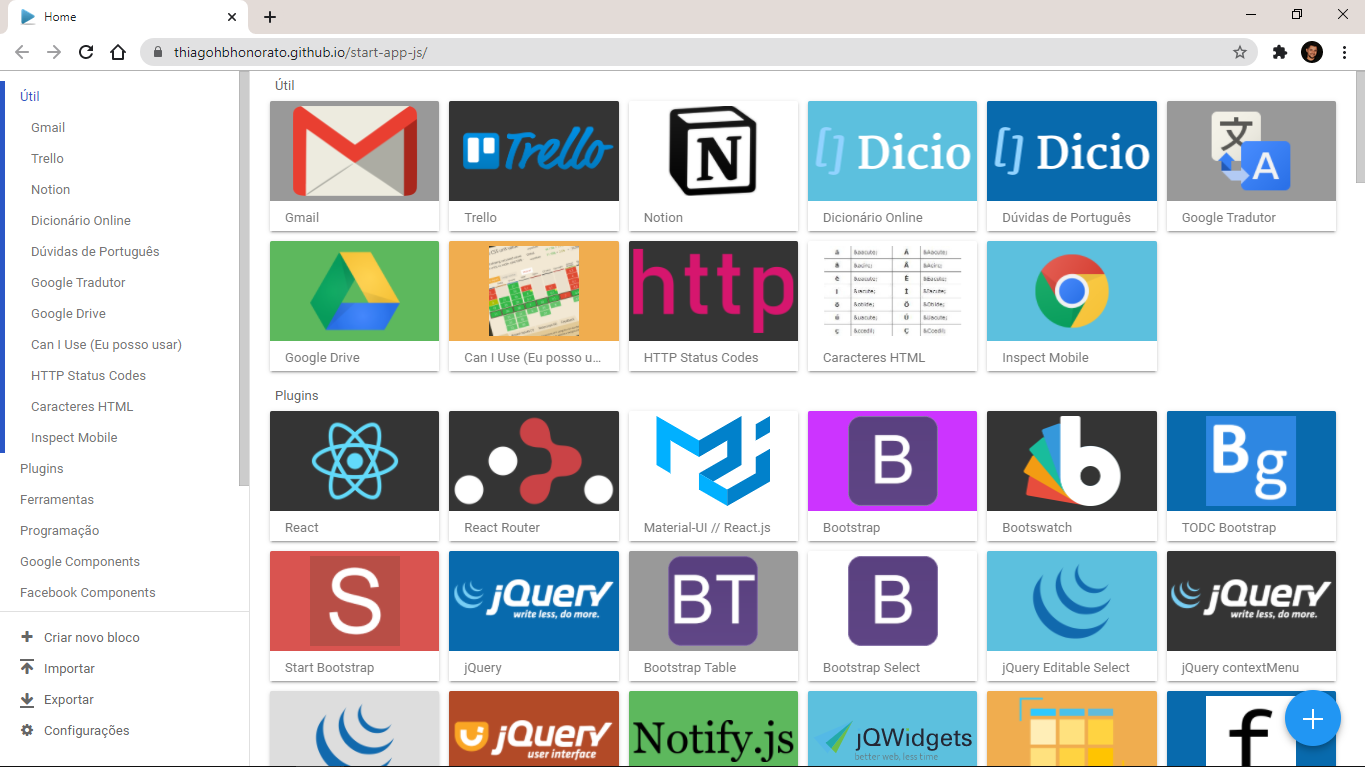 Home
thiagohbhonorato.github.io/start-app-js/
Útil
Gmail
Trello
Notion
Dicionário Online
Dúvidas de Português
Google Tradutor
Google Drive
Can I Use (Eu posso usar)
HTTP Status Codes
Caracteres HTML
Inspect Mobile
Plugins
Ferramentas
Programação
Google Components
Facebook Components
Criar novo bloco
Importar
Exportar
Configurações
Útil
Trello
N
[] Dicio
[] Dicio
文
A
Gmail
Trello
Notion
Dicionário Online
Dúvidas de Português
Google Tradutor
http
Google Drive
Can I Use (Eu posso u...
HTTP Status Codes
Caracteres HTML
Inspect Mobile
Plugins
B
b
Bg
React
React Router
Material-UI // React.js
Bootstrap
Bootswatch
TODC Bootstrap
S
jQuery
write less, do more.
BT
B
jQuery
write less, do more.
Start Bootstrap
jQuery
Bootstrap Table
Bootstrap Select
jQuery Editable Select
jQuery contextMenu
jQuery
user interface
Notify.js
jQWidgets
better web, less time
f